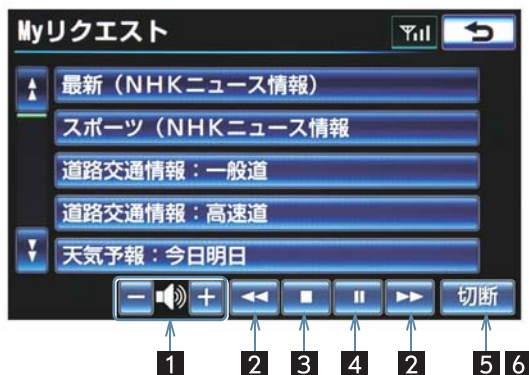 Myリクエスト
最新（NHKニュース情報）
スポーツ（NHKニュース情報
道路交通情報：一般道
道路交通情報：高速道
天気予報：今日明日
− + 切断
1 2 3 4 2 5 6